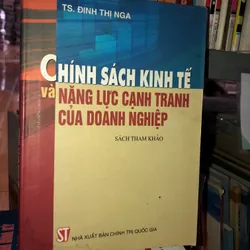 TS. ĐINH THỊ NGA
CHÍNH SÁCH KINH TẾ
và NĂNG LỰC CẠNH TRANH
CỦA DOANH NGHIỆP
SÁCH THAM KHẢO
ST NHÀ XUẤT BẢN CHÍNH TRỊ QUỐC GIA